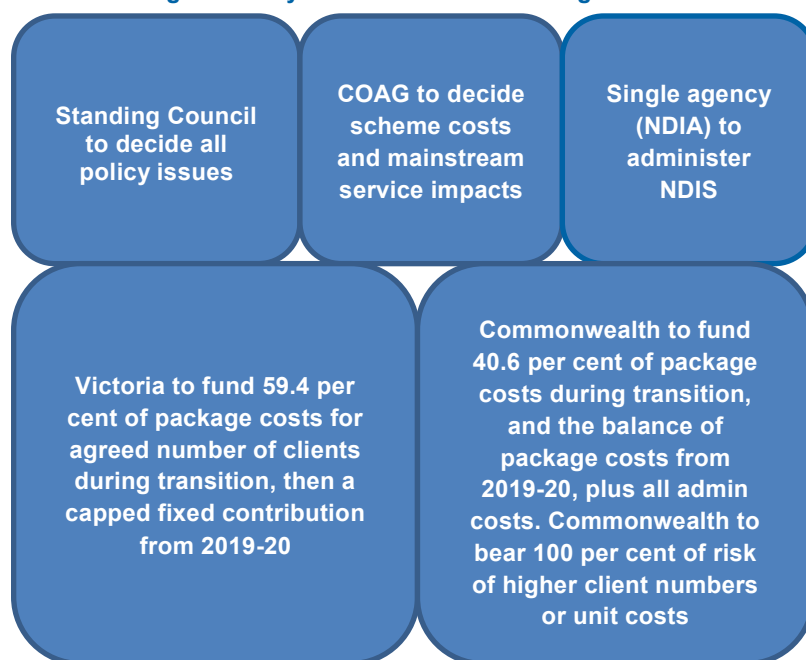 Standing Council
to decide all
policy issues
COAG to decide
scheme costs
and mainstream
service impacts
Single agency
(NDIA) to
administer
NDIS
Victoria to fund 59.4 per
cent of package costs for
agreed number of clients
during transition, then a
capped fixed contribution
from 2019-20
Commonwealth to fund
40.6 per cent of package
costs during transition,
and the balance of
package costs from
2019-20, plus all admin
costs. Commonwealth to
bear 100 per cent of risk
of higher client numbers
or unit costs